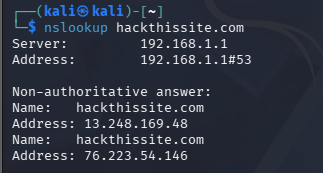 ┌──(kali㉿kali)-[~]
└─$ nslookup hackthissite.com
Server:         192.168.1.1
Address:        192.168.1.1#53

Non-authoritative answer:
Name:   hackthissite.com
Address: 13.248.169.48
Name:   hackthissite.com
Address: 76.223.54.146